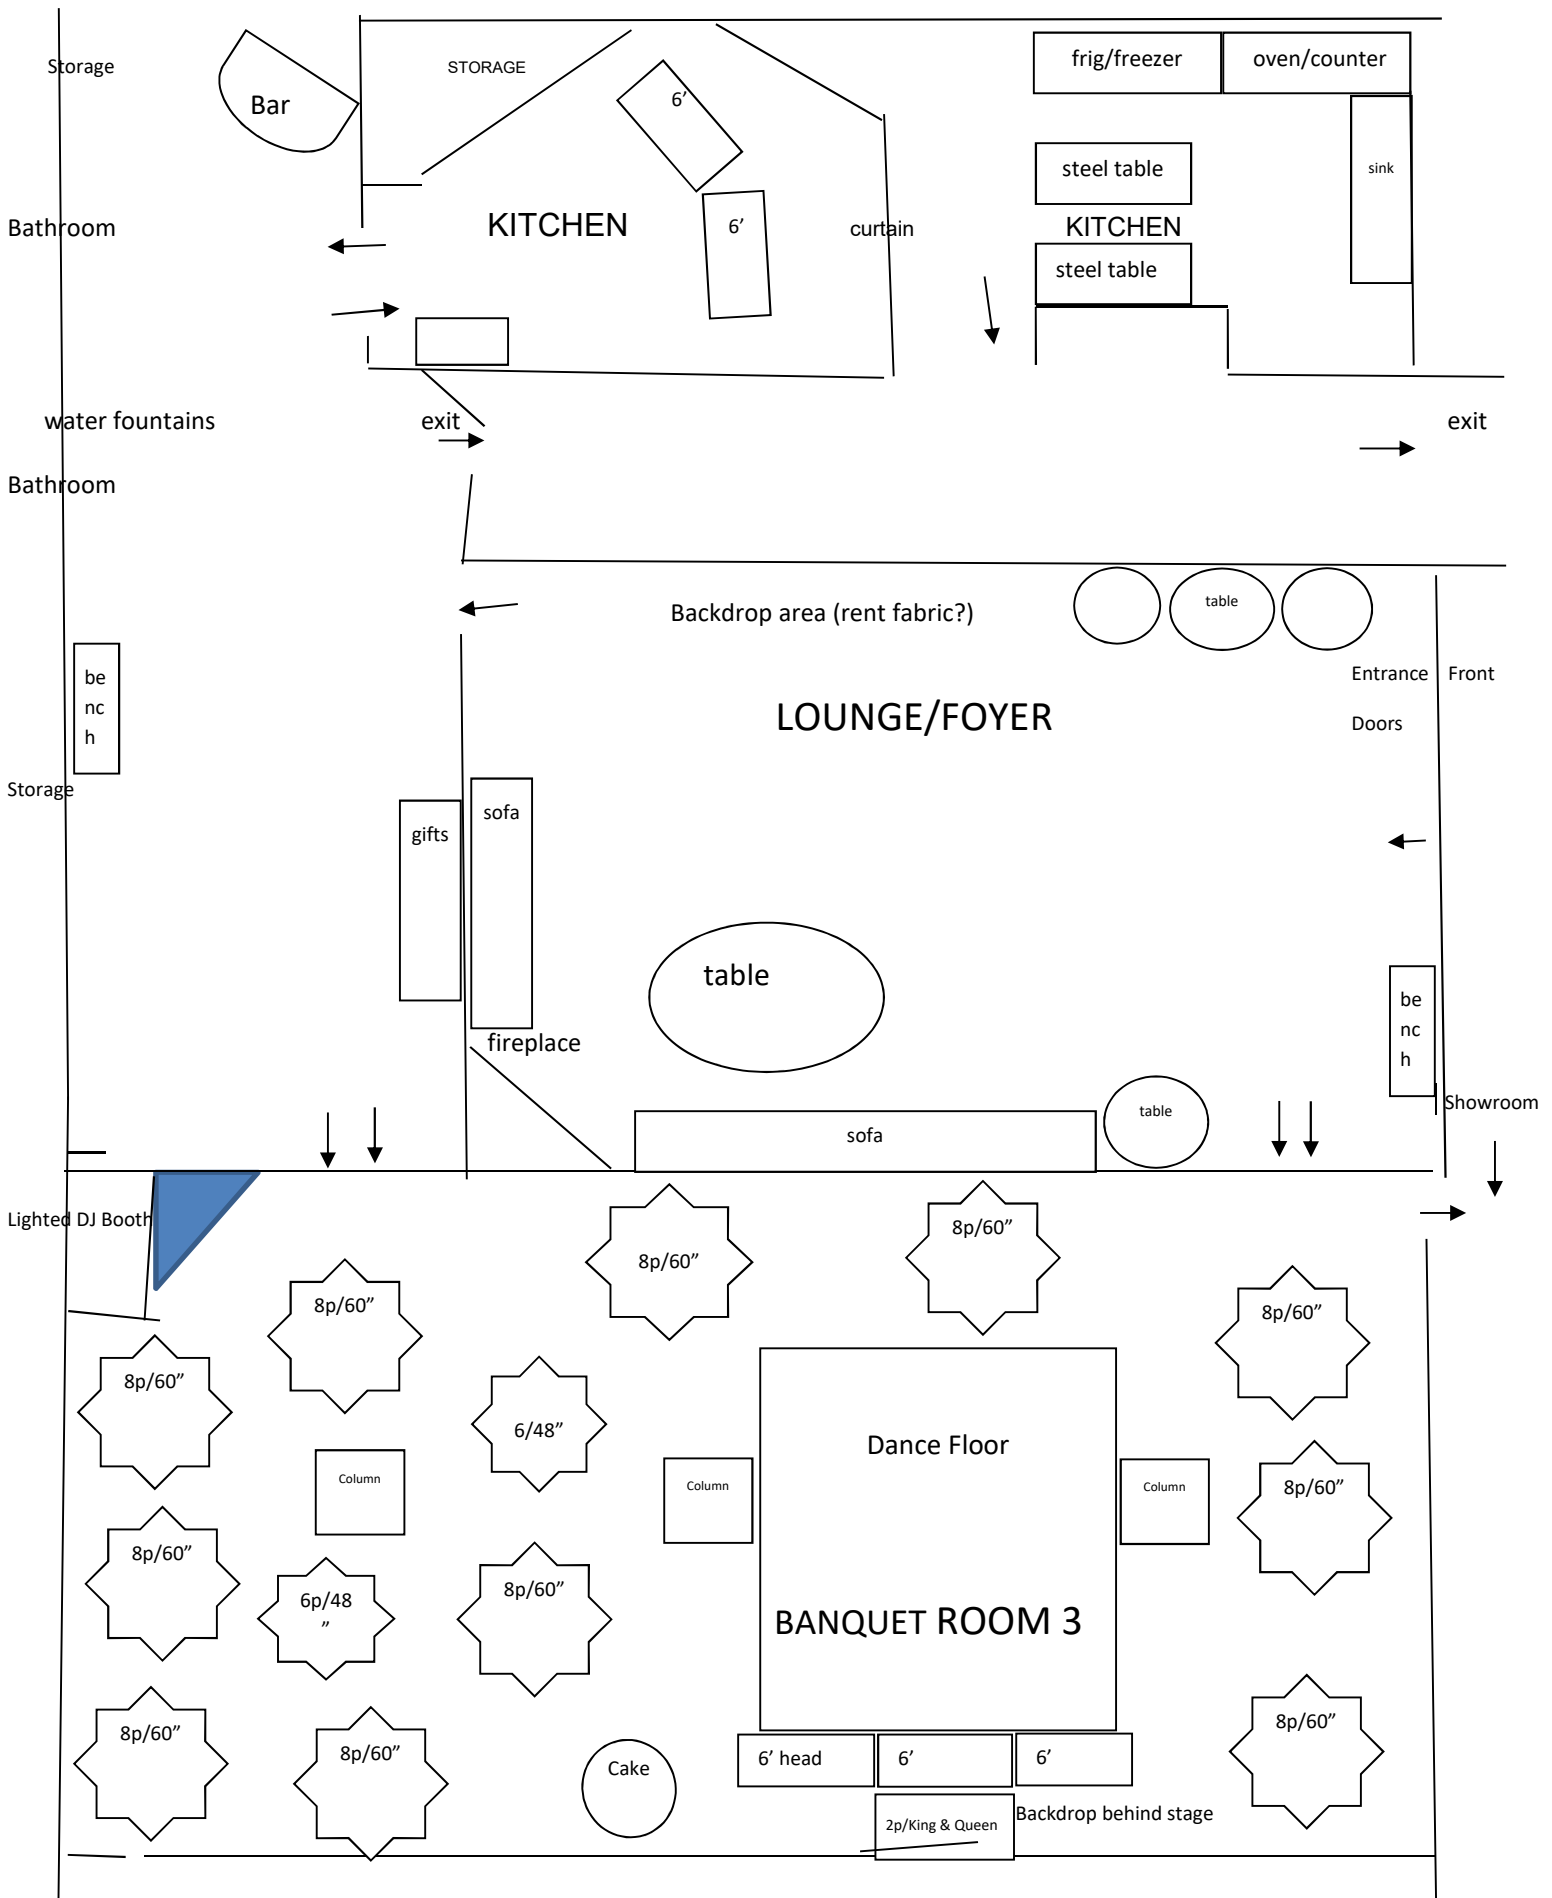 Storage
Bar
STORAGE
6’
frig/freezer
oven/counter
steel table
sink
Bathroom
KITCHEN
6’
curtain
KITCHEN
steel table
water fountains
exit
exit
Bathroom
Backdrop area (rent fabric?)
table
be
nc
h
LOUNGE/FOYER
Entrance
Front
Doors
Storage
gifts
sofa
table
fireplace
be
nc
h
sofa
table
Showroom
Lighted DJ Booth
8p/60”
8p/60”
8p/60”
8p/60”
8p/60”
6/48”
Dance Floor
Column
Column
Column
8p/60”
8p/60”
6p/48
”
8p/60”
BANQUET ROOM 3
8p/60”
8p/60”
8p/60”
Cake
6’ head
6’
6’
2p/King & Queen
Backdrop behind stage